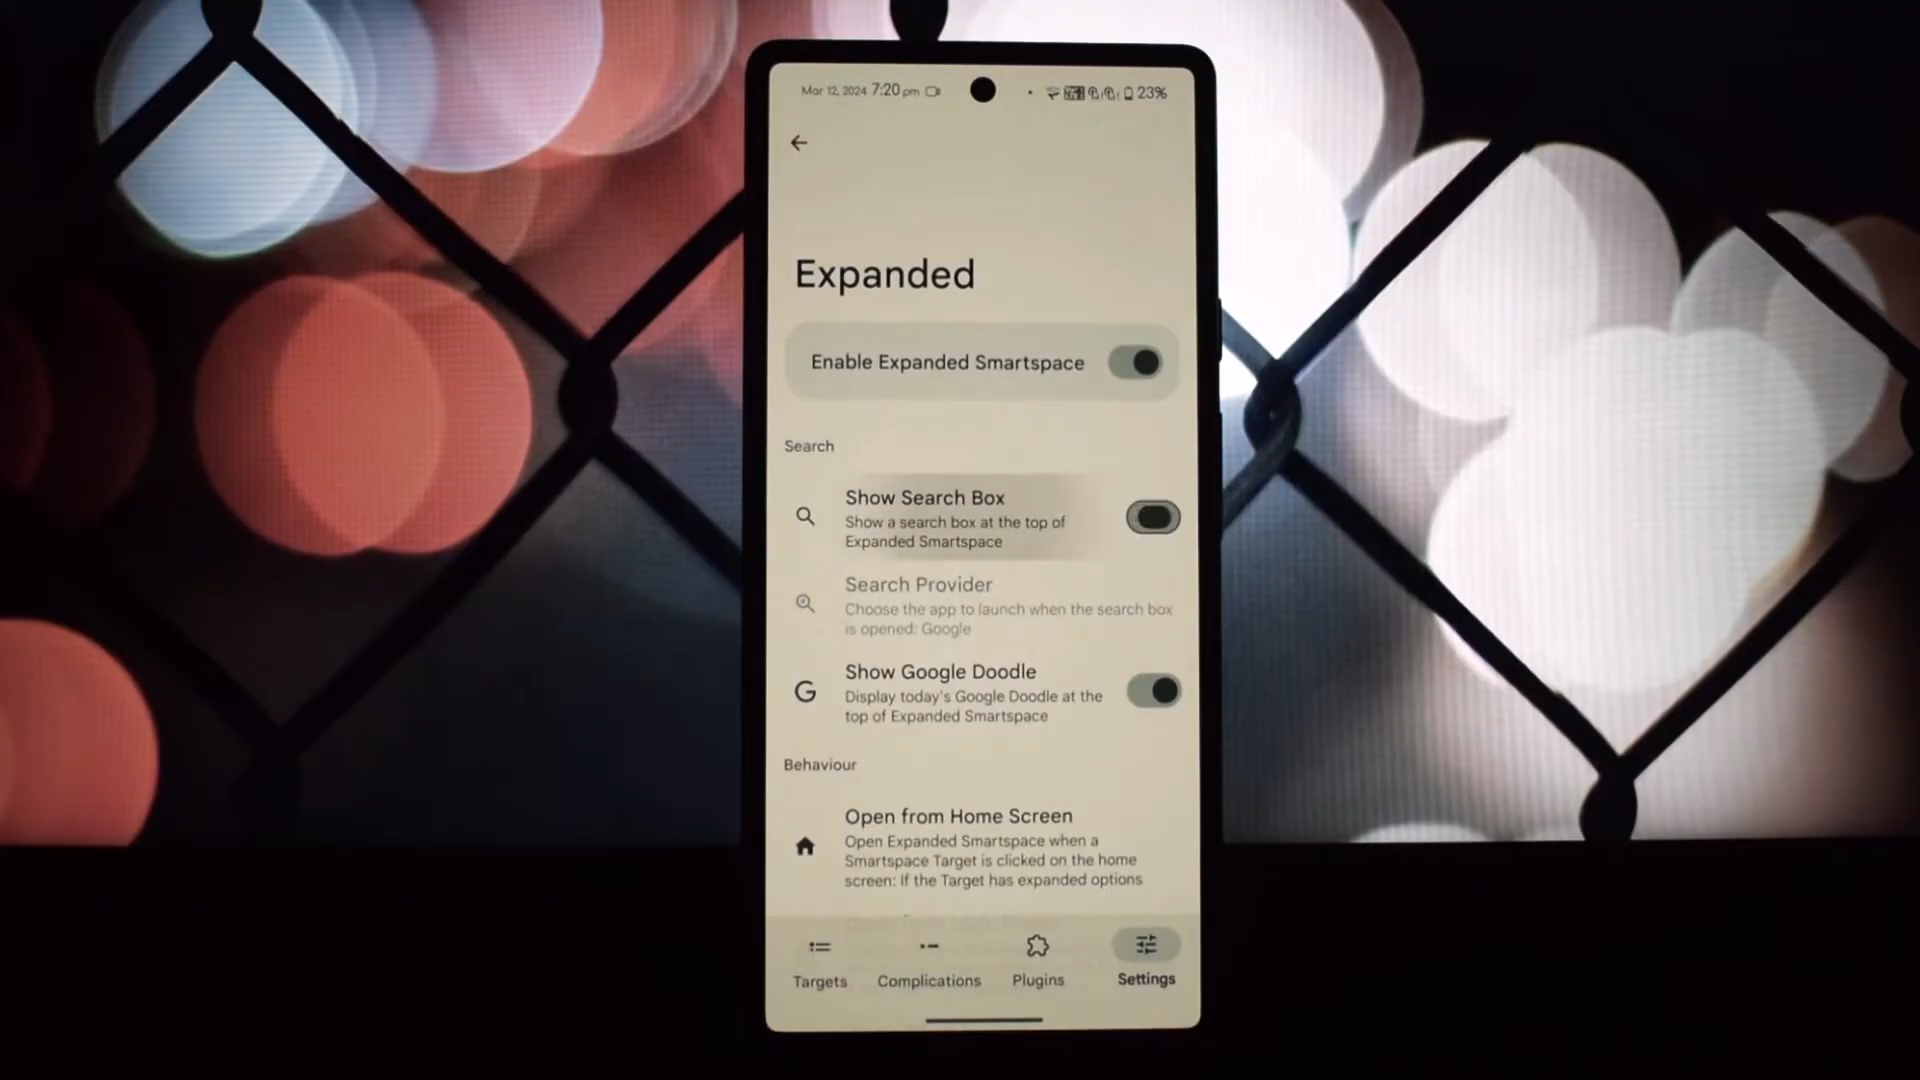 Mar 12, 2024 7:20 pm 23%
Expanded
Enable Expanded Smartspace
Search
Show Search Box
Show a search box at the top of
Expanded Smartspace
Search Provider
Choose the app to launch when the search box
is opened: Google
Show Google Doodle
Display today's Google Doodle at the
top of Expanded Smartspace
Behaviour
Open from Home Screen
Open Expanded Smartspace when a
Smartspace Target is clicked on the home
screen: If the Target has expanded options
Targets Complications Plugins Settings